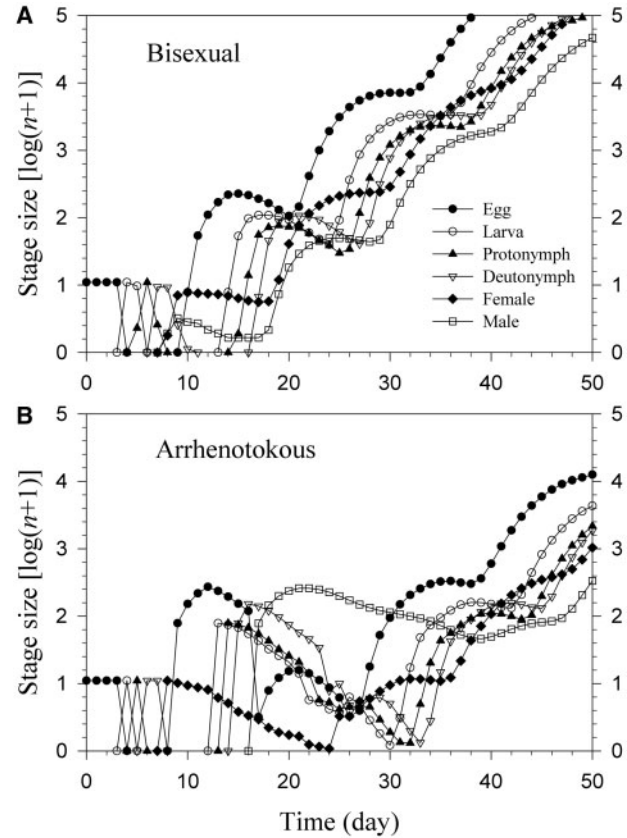 A
Bisexual
Stage size [log(n+1)]
5
4
3
2
1
0
5
4
3
2
1
0
Egg
Larva
Protonymph
Deutonymph
Female
Male
0 10 20 30 40 50
B
Arrhenotokous
Stage size [log(n+1)]
5
4
3
2
1
0
5
4
3
2
1
0
0 10 20 30 40 50
Time (day)